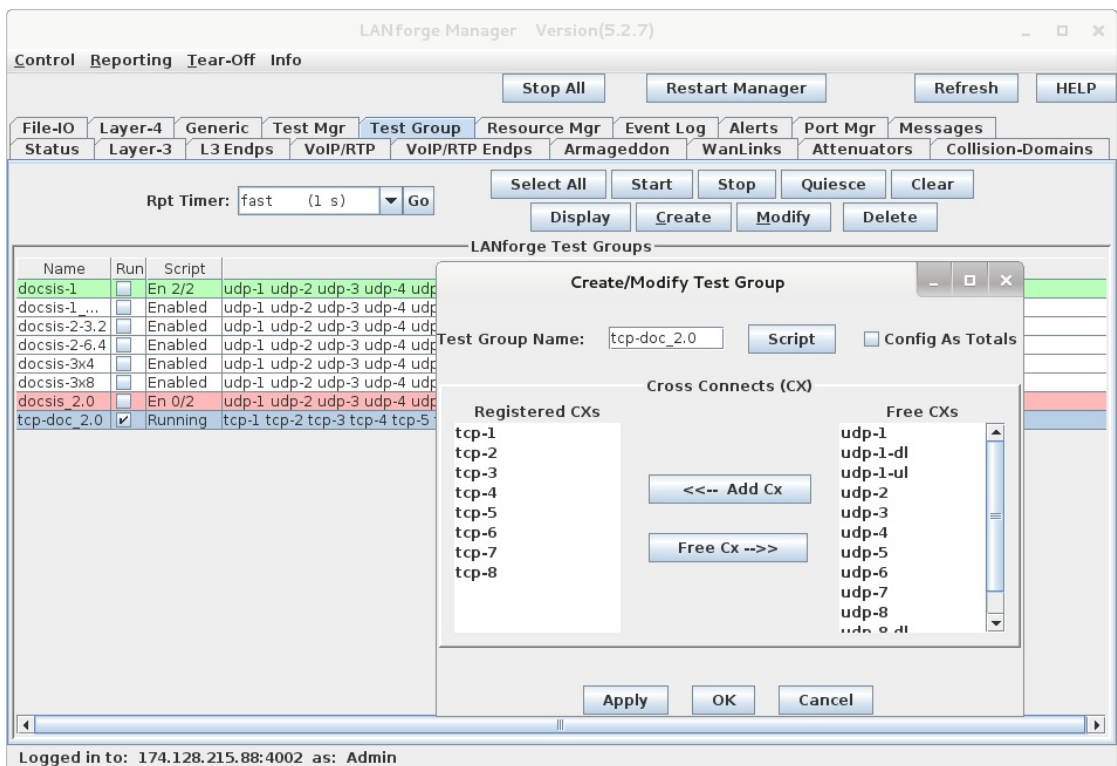 LANforge Manager Version(5.2.7)
Control Reporting Tear-Off Info
Stop All Restart Manager Refresh HELP
File-IO Layer-4 Generic Test Mgr Test Group Resource Mgr Event Log Alerts Port Mgr Messages
Status Layer-3 L3 Endps VoIP/RTP VoIP/RTP Endps Armageddon WanLinks Attenuators Collision-Domains
Select All Start Stop Quiesce Clear
Rpt Timer: fast (1 s) Go
Display Create Modify Delete
LANforge Test Groups
Name Run Script
docsis-1 En 2/2 udp-1 udp-2 udp-3 udp-4 udp
docsis-1_... Enabled udp-1 udp-2 udp-3 udp-4 udp
docsis-2-3.2 Enabled udp-1 udp-2 udp-3 udp-4 udp
docsis-2-6.4 Enabled udp-1 udp-2 udp-3 udp-4 udp
docsis-3x4 Enabled udp-1 udp-2 udp-3 udp-4 udp
docsis-3x8 Enabled udp-1 udp-2 udp-3 udp-4 udp
docsis_2.0 En 0/2 udp-1 udp-2 udp-3 udp-4 udp
tcp-doc_2.0 Running tcp-1 tcp-2 tcp-3 tcp-4 tcp-5
Create/Modify Test Group
Test Group Name: tcp-doc_2.0 Script Config As Totals
Cross Connects (CX)
Registered CXs
tcp-1
tcp-2
tcp-3
tcp-4
tcp-5
tcp-6
tcp-7
tcp-8
<<-- Add Cx
Free Cx -->>
Free CXs
udp-1
udp-1-dl
udp-1-ul
udp-2
udp-3
udp-4
udp-5
udp-6
udp-7
udp-8
udp-8-dl
Apply OK Cancel
Logged in to: 174.128.215.88:4002 as: Admin